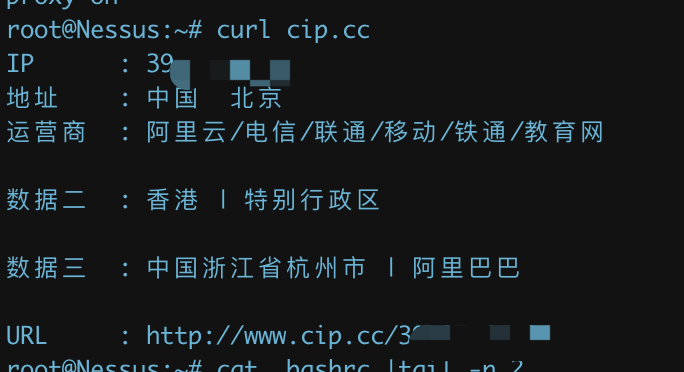 proxy on
root@Nessus:~# curl cip.cc
IP : 39
地址 : 中国 北京
运营商 : 阿里云/电信/联通/移动/铁通/教育网
数据二 : 香港 | 特别行政区
数据三 : 中国浙江省杭州市 | 阿里巴巴
URL : http://www.cip.cc/39
root@Nessus:~# cat .bashrc |tail -n 2